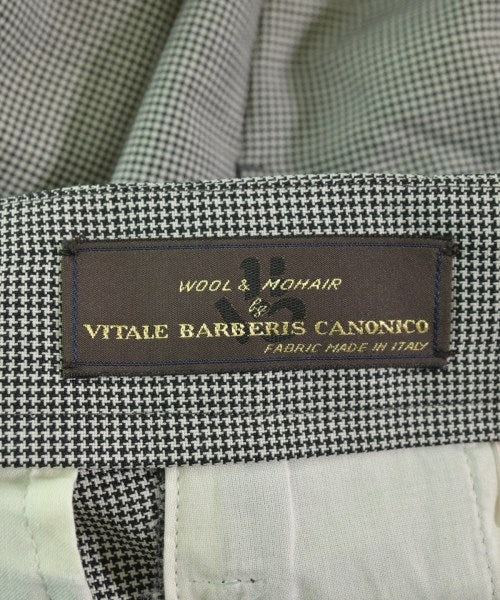 WOOL & MOHAIR
by
VITALE BARBERIS CANONICO
FABRIC MADE IN ITALY